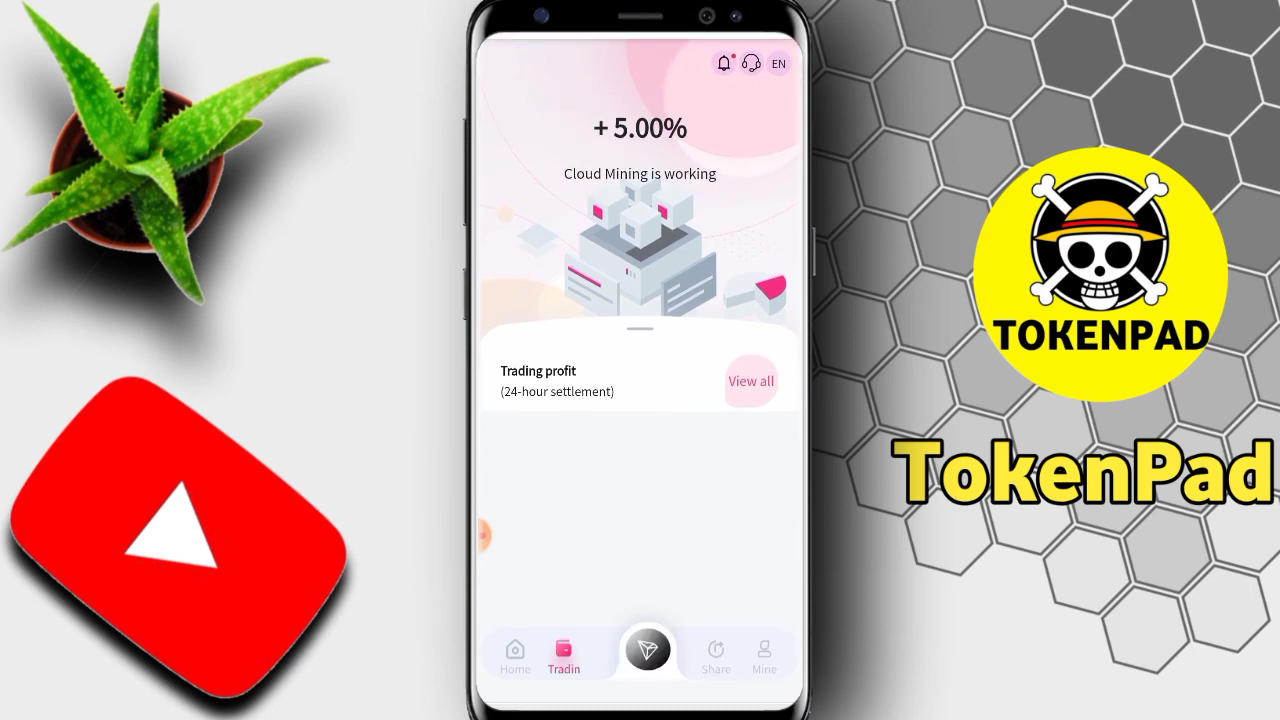 EN
+ 5.00%
Cloud Mining is working
Trading profit
(24-hour settlement)
View all
Home
Tradin
Share
Mine
TOKENPAD
TokenPad